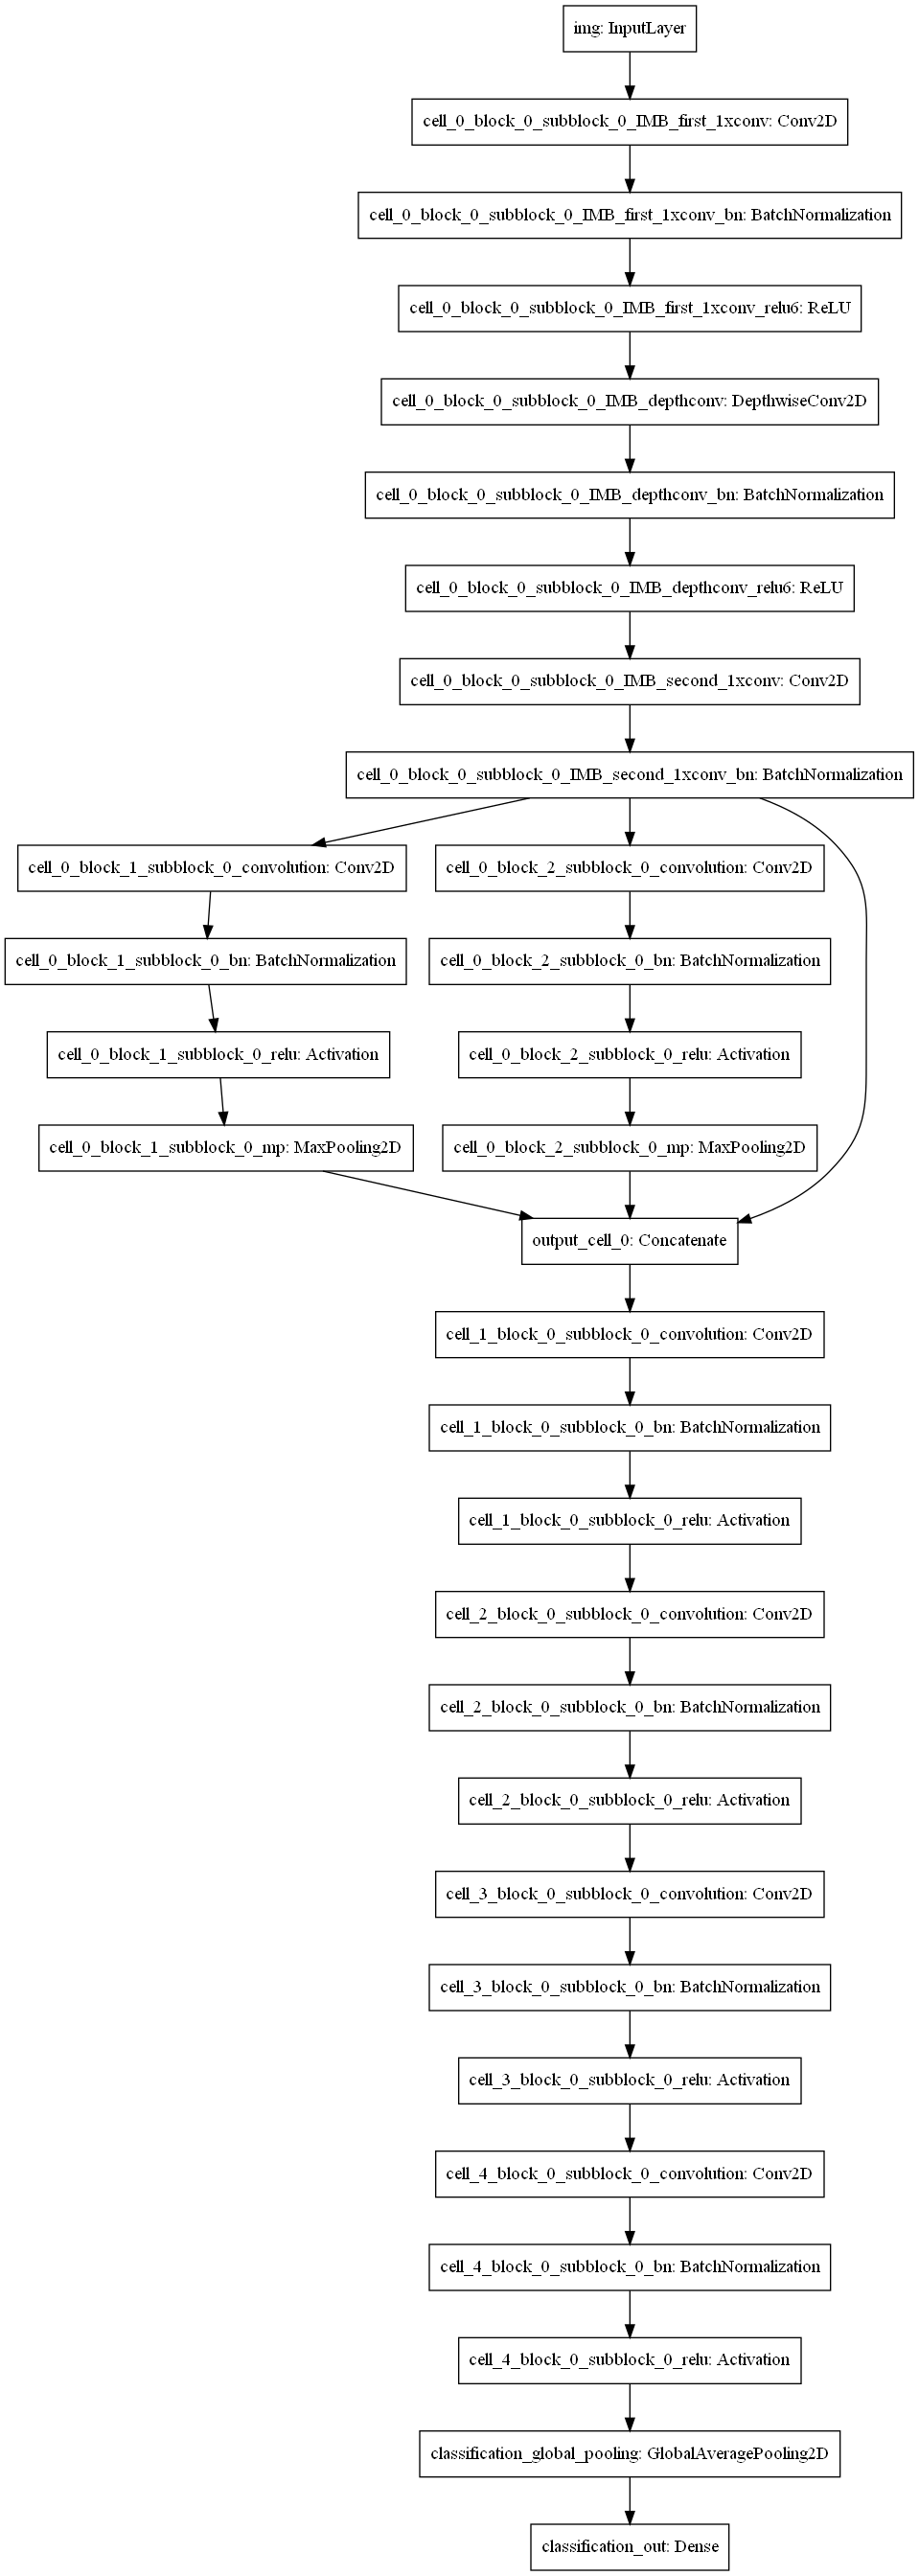 img: InputLayer
cell_0_block_0_subblock_0_IMB_first_1xconv: Conv2D
cell_0_block_0_subblock_0_IMB_first_1xconv_bn: BatchNormalization
cell_0_block_0_subblock_0_IMB_first_1xconv_relu6: ReLU
cell_0_block_0_subblock_0_IMB_depthconv: DepthwiseConv2D
cell_0_block_0_subblock_0_IMB_depthconv_bn: BatchNormalization
cell_0_block_0_subblock_0_IMB_depthconv_relu6: ReLU
cell_0_block_0_subblock_0_IMB_second_1xconv: Conv2D
cell_0_block_0_subblock_0_IMB_second_1xconv_bn: BatchNormalization
cell_0_block_1_subblock_0_convolution: Conv2D
cell_0_block_2_subblock_0_convolution: Conv2D
cell_0_block_1_subblock_0_bn: BatchNormalization
cell_0_block_2_subblock_0_bn: BatchNormalization
cell_0_block_1_subblock_0_relu: Activation
cell_0_block_2_subblock_0_relu: Activation
cell_0_block_1_subblock_0_mp: MaxPooling2D
cell_0_block_2_subblock_0_mp: MaxPooling2D
output_cell_0: Concatenate
cell_1_block_0_subblock_0_convolution: Conv2D
cell_1_block_0_subblock_0_bn: BatchNormalization
cell_1_block_0_subblock_0_relu: Activation
cell_2_block_0_subblock_0_convolution: Conv2D
cell_2_block_0_subblock_0_bn: BatchNormalization
cell_2_block_0_subblock_0_relu: Activation
cell_3_block_0_subblock_0_convolution: Conv2D
cell_3_block_0_subblock_0_bn: BatchNormalization
cell_3_block_0_subblock_0_relu: Activation
cell_4_block_0_subblock_0_convolution: Conv2D
cell_4_block_0_subblock_0_bn: BatchNormalization
cell_4_block_0_subblock_0_relu: Activation
classification_global_pooling: GlobalAveragePooling2D
classification_out: Dense